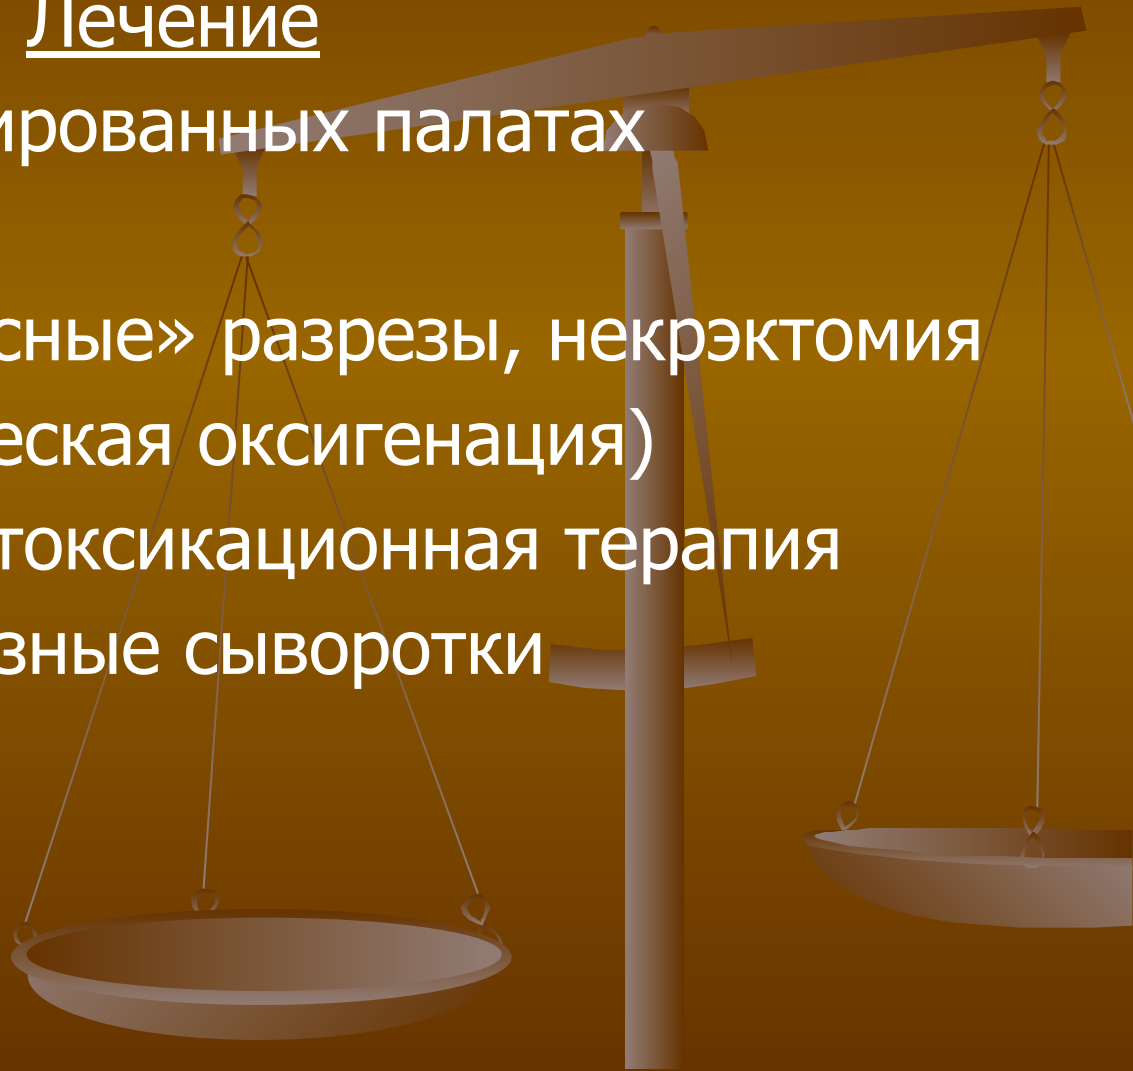 Лечение
ированных палатах
сные» разрезы, некрэктомия
еская оксигенация)
токсикационная терапия
зные сыворотки